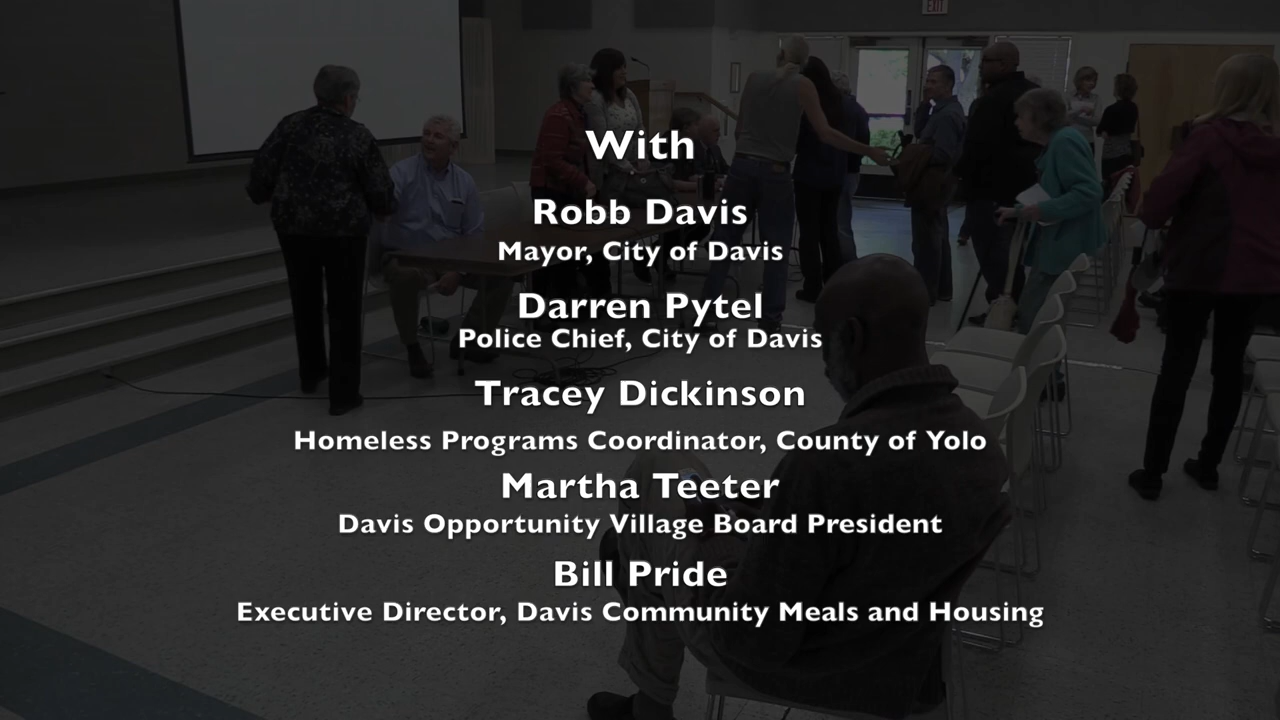 EXIT
With
Robb Davis
Mayor, City of Davis
Darren Pytel
Police Chief, City of Davis
Tracey Dickinson
Homeless Programs Coordinator, County of Yolo
Martha Teeter
Davis Opportunity Village Board President
Bill Pride
Executive Director, Davis Community Meals and Housing